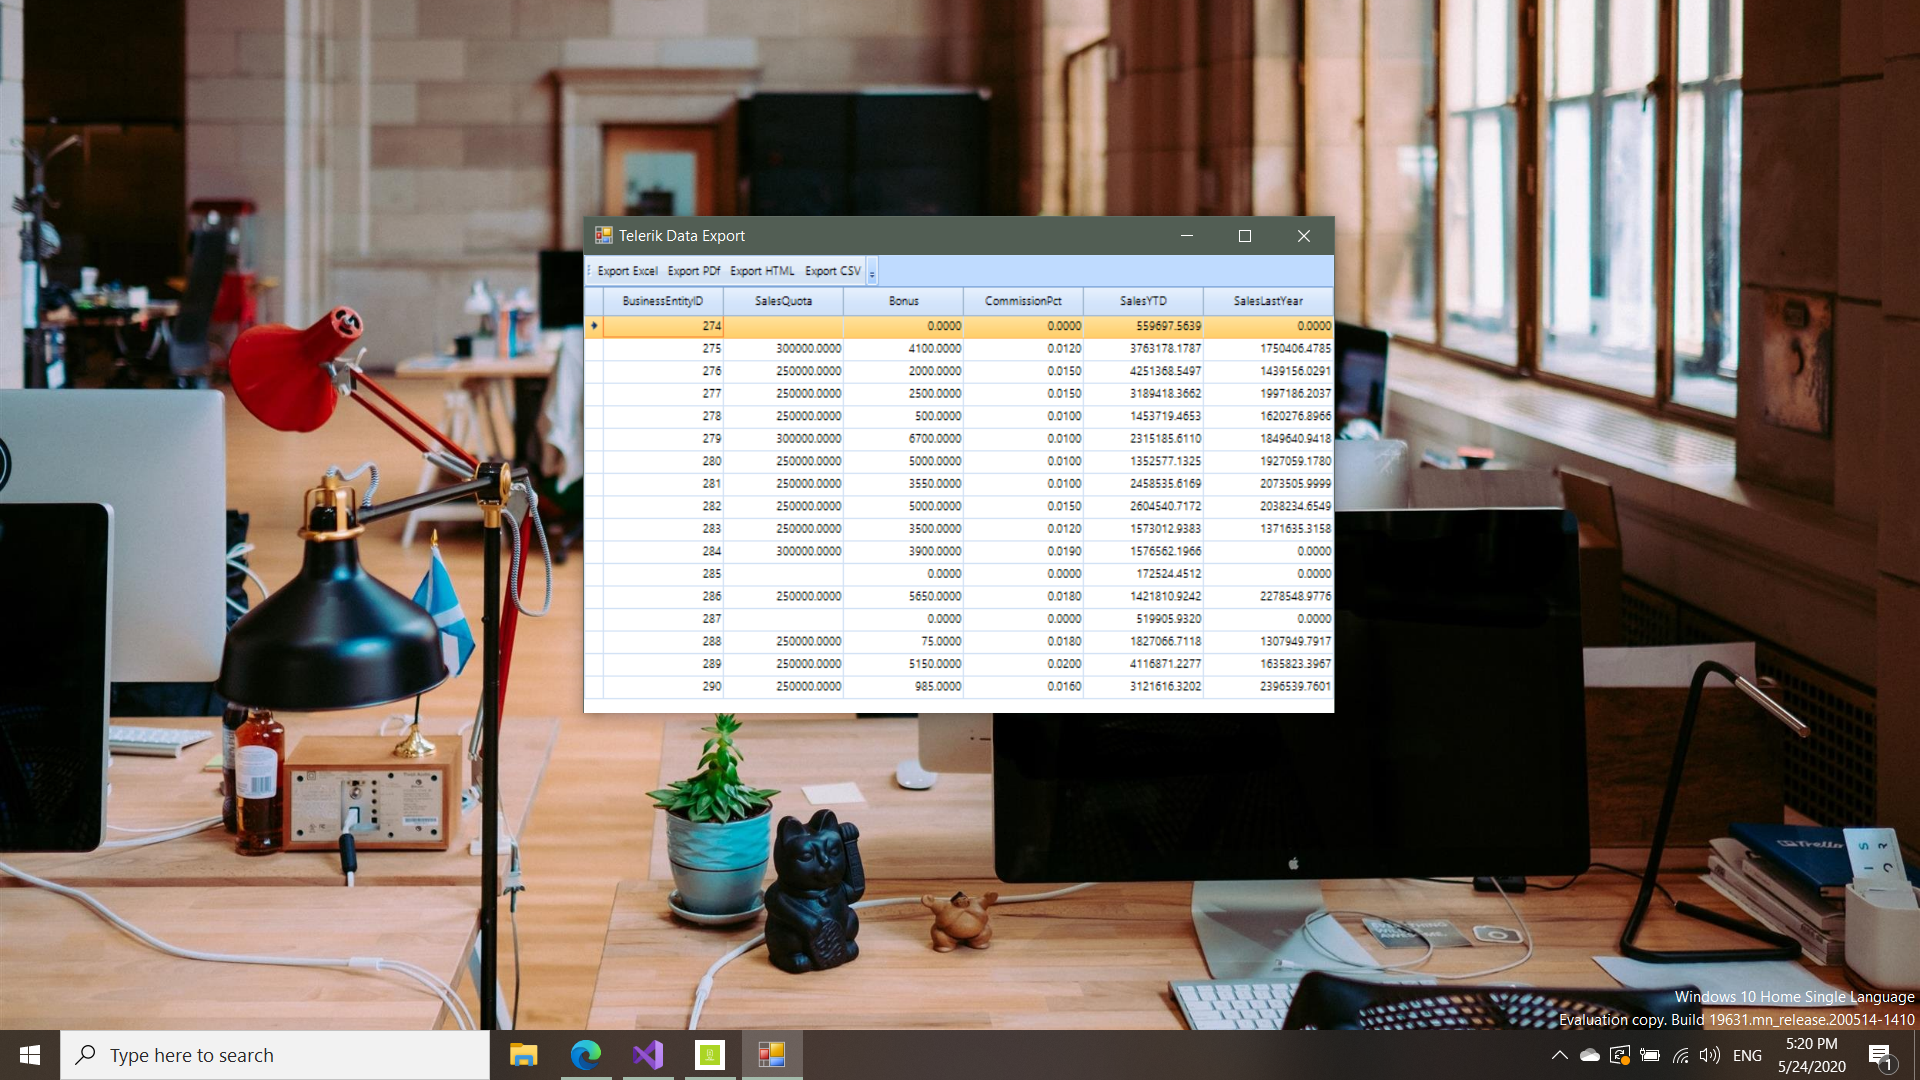 Telerik Data Export
Export Excel Export PDf Export HTML Export CSV
BusinessEntityID SalesQuota Bonus CommissionPct SalesYTD SalesLastYear
274 0.0000 0.0000 559697.5639 0.0000
275 300000.0000 4100.0000 0.0120 3763178.1787 1750406.4785
276 250000.0000 2000.0000 0.0150 4251368.5497 1439156.0291
277 250000.0000 2500.0000 0.0150 3189418.3662 1997186.2037
278 250000.0000 500.0000 0.0100 1453719.4653 1620276.8966
279 300000.0000 6700.0000 0.0100 2315185.6110 1849640.9418
280 250000.0000 5000.0000 0.0100 1352577.1325 1927059.1780
281 250000.0000 3550.0000 0.0100 2458535.6169 2073505.9999
282 250000.0000 5000.0000 0.0150 2604540.7172 2038234.6549
283 250000.0000 3500.0000 0.0120 1573012.9383 1371635.3158
284 300000.0000 3900.0000 0.0190 1576562.1966 0.0000
285 0.0000 0.0000 172524.4512 0.0000
286 250000.0000 5650.0000 0.0180 1421810.9242 2278548.9776
287 0.0000 0.0000 519905.9320 0.0000
288 250000.0000 75.0000 0.0180 1827066.7118 1307949.7917
289 250000.0000 5150.0000 0.0200 4116871.2277 1635823.3967
290 250000.0000 985.0000 0.0160 3121616.3202 2396539.7601
Trello
Windows 10 Home Single Language
Evaluation copy. Build 19631.mn_release.200514-1410
Type here to search
ENG
5:20 PM
5/24/2020
1